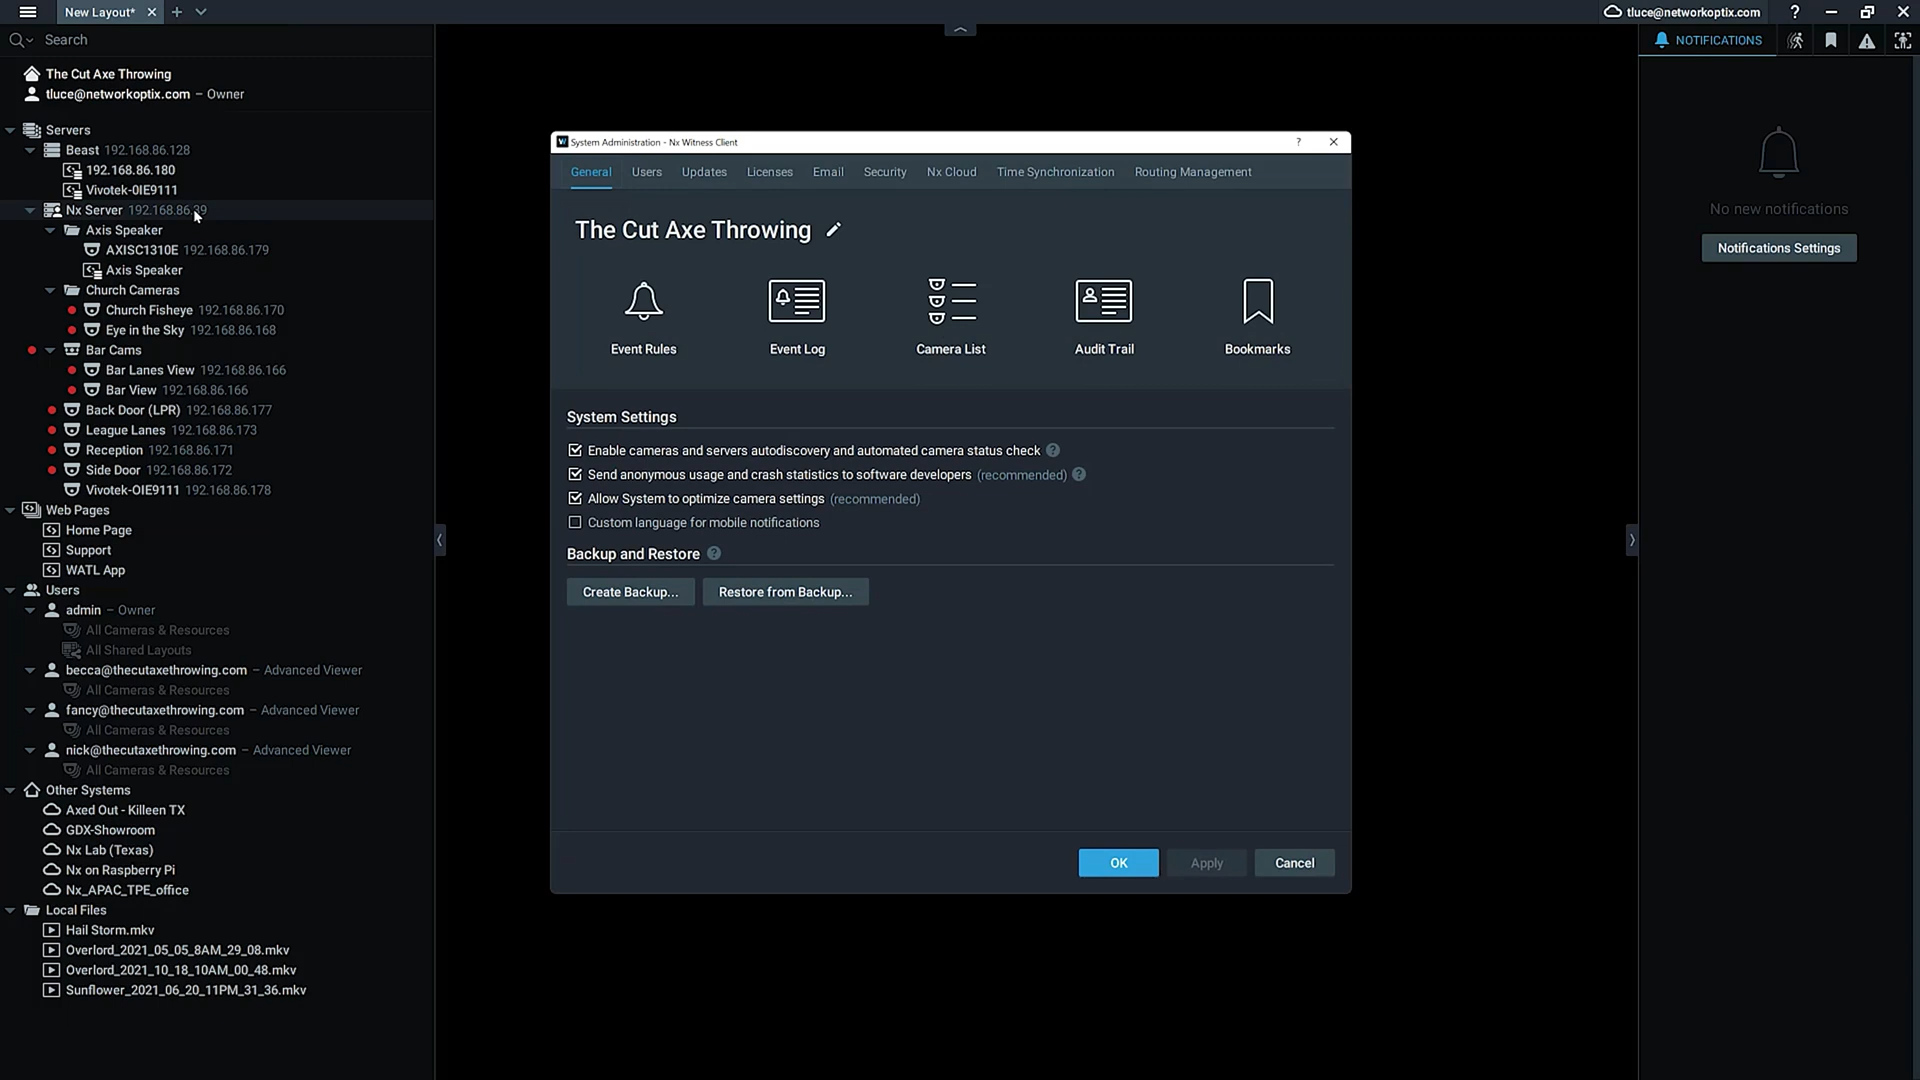 New Layout*
tluce@networkoptix.com
?
Search
NOTIFICATIONS
The Cut Axe Throwing
tluce@networkoptix.com – Owner
Servers
Beast 192.168.86.128
192.168.86.180
Vivotek-0IE9111
Nx Server 192.168.86.39
Axis Speaker
AXISC1310E 192.168.86.179
Axis Speaker
Church Cameras
Church Fisheye 192.168.86.170
Eye in the Sky 192.168.86.168
Bar Cams
Bar Lanes View 192.168.86.166
Bar View 192.168.86.166
Back Door (LPR) 192.168.86.177
League Lanes 192.168.86.173
Reception 192.168.86.171
Side Door 192.168.86.172
Vivotek-OIE9111 192.168.86.178
Web Pages
Home Page
Support
WATL App
Users
admin – Owner
All Cameras & Resources
All Shared Layouts
becca@thecutaxethrowing.com – Advanced Viewer
All Cameras & Resources
fancy@thecutaxethrowing.com – Advanced Viewer
All Cameras & Resources
nick@thecutaxethrowing.com – Advanced Viewer
All Cameras & Resources
Other Systems
Axed Out - Killeen TX
GDX-Showroom
Nx Lab (Texas)
Nx on Raspberry Pi
Nx_APAC_TPE_office
Local Files
Hail Storm.mkv
Overlord_2021_05_05_8AM_29_08.mkv
Overlord_2021_10_18_10AM_00_48.mkv
Sunflower_2021_06_20_11PM_31_36.mkv
System Administration - Nx Witness Client
?
General Users Updates Licenses Email Security Nx Cloud Time Synchronization Routing Management
The Cut Axe Throwing
Event Rules Event Log Camera List Audit Trail Bookmarks
System Settings
Enable cameras and servers autodiscovery and automated camera status check ?
Send anonymous usage and crash statistics to software developers (recommended) ?
Allow System to optimize camera settings (recommended)
Custom language for mobile notifications
Backup and Restore ?
Create Backup... Restore from Backup...
OK Apply Cancel
No new notifications
Notifications Settings